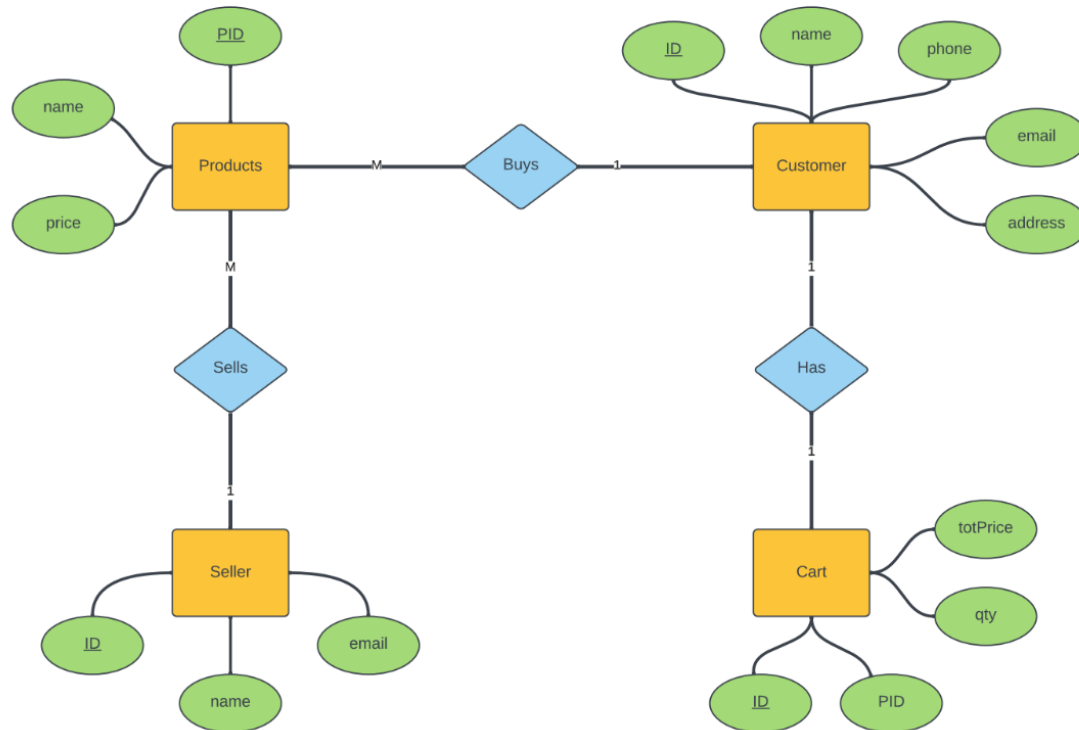 PID
ID
name
phone
name
Products
M
Buys
1
Customer
email
price
address
M
1
Sells
Has
1
1
totPrice
Seller
Cart
qty
ID
email
name
ID
PID